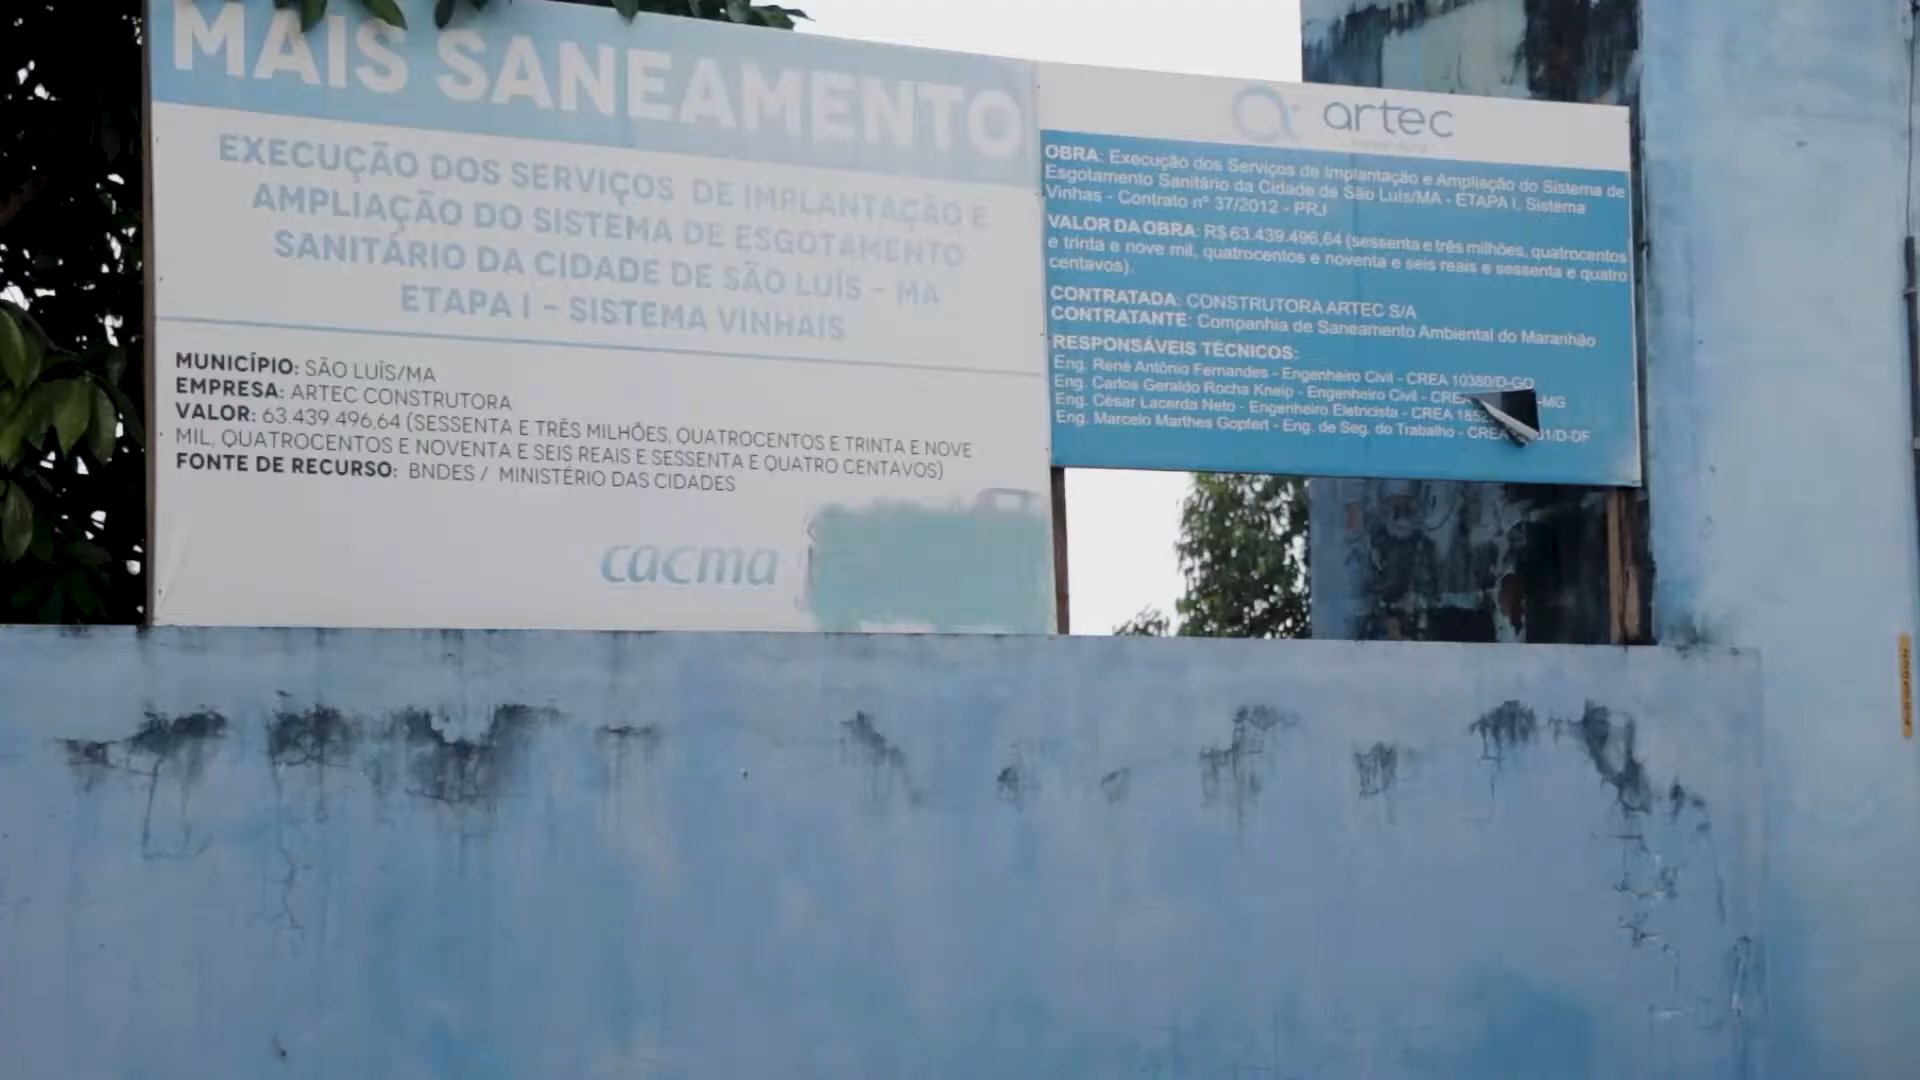 MAIS SANEAMENTO
EXECUÇÃO DOS SERVIÇOS DE IMPLANTAÇÃO E
AMPLIAÇÃO DO SISTEMA DE ESGOTAMENTO
SANITÁRIO DA CIDADE DE SÃO LUÍS - MA
ETAPA I - SISTEMA VINHAIS
MUNICÍPIO: SÃO LUÍS/MA
EMPRESA: ARTEC CONSTRUTORA
VALOR: 63.439.496,64 (SESSENTA E TRÊS MILHÕES, QUATROCENTOS E TRINTA E NOVE
MIL, QUATROCENTOS E NOVENTA E SEIS REAIS E SESSENTA E QUATRO CENTAVOS)
FONTE DE RECURSO: BNDES / MINISTÉRIO DAS CIDADES
cacma
artec
OBRA: Execução dos Serviços de Implantação e Ampliação do Sistema de
Esgotamento Sanitário da Cidade de São Luís/MA - ETAPA I, Sistema
Vinhas - Contrato nº 37/2012 - PRJ
VALOR DA OBRA: R$ 63.439.496,64 (sessenta e três milhões, quatrocentos
e trinta e nove mil, quatrocentos e noventa e seis reais e sessenta e quatro
centavos).
CONTRATADA: CONSTRUTORA ARTEC S/A
CONTRATANTE: Companhia de Saneamento Ambiental do Maranhão
RESPONSÁVEIS TÉCNICOS:
Eng. René Antônio Fernandes - Engenheiro Civil - CREA 10380/D-GO
Eng. Carlos Geraldo Rocha Kneip - Engenheiro Civil - CREA -MG
Eng. César Lacerda Neto - Engenheiro Eletricista - CREA
Eng. Marcelo Marthes Gopfert - Eng. de Seg. do Trabalho - CREA 01/D-DF